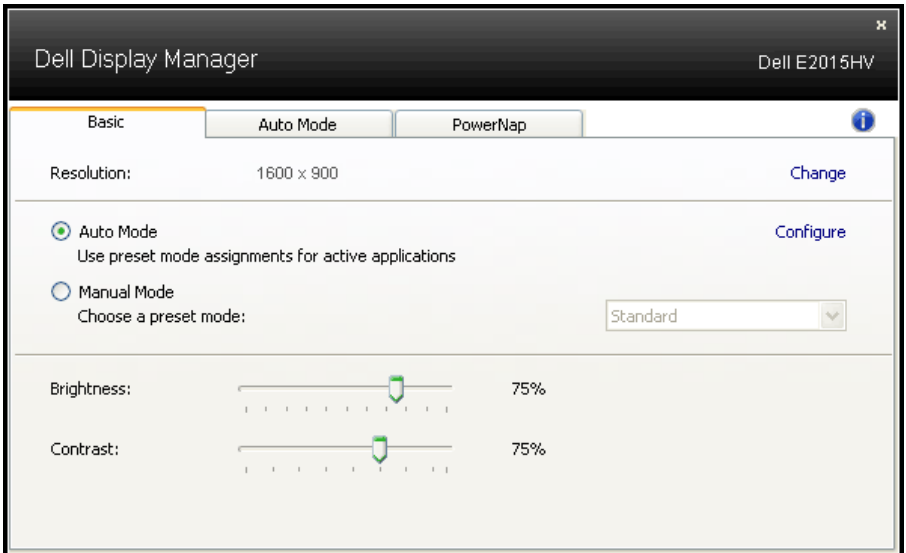 x
Dell Display Manager
Dell E2015HV
Basic
Auto Mode
PowerNap
i
Resolution:
1600 x 900
Change
Auto Mode
Configure
Use preset mode assignments for active applications
Manual Mode
Choose a preset mode:
Standard
Brightness:
75%
Contrast:
75%